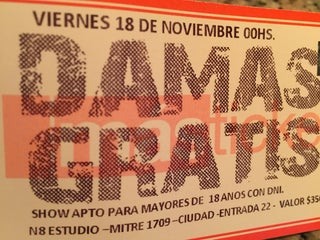 VIERNES 18 DE NOVIEMBRE 00HS.
DAMAS
GRATIS
SHOW APTO PARA MAYORES DE 18 AÑOS CON DNI.
N8 ESTUDIO –MITRE 1709 –CIUDAD -ENTRADA 22 - VALOR $350